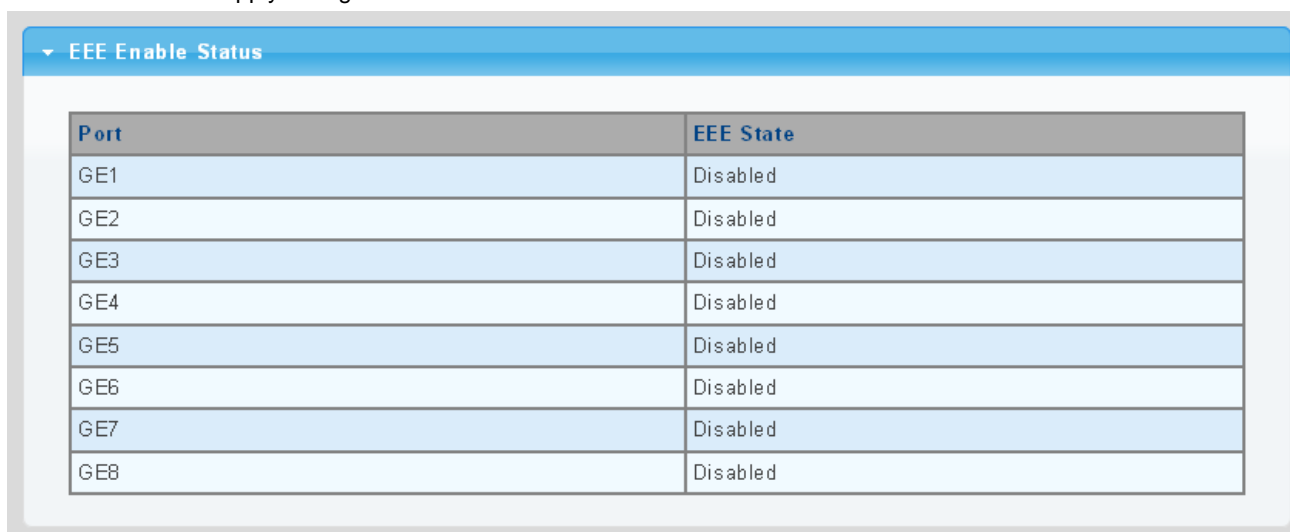 EEE Enable Status
Port EEE State
GE1 Disabled
GE2 Disabled
GE3 Disabled
GE4 Disabled
GE5 Disabled
GE6 Disabled
GE7 Disabled
GE8 Disabled